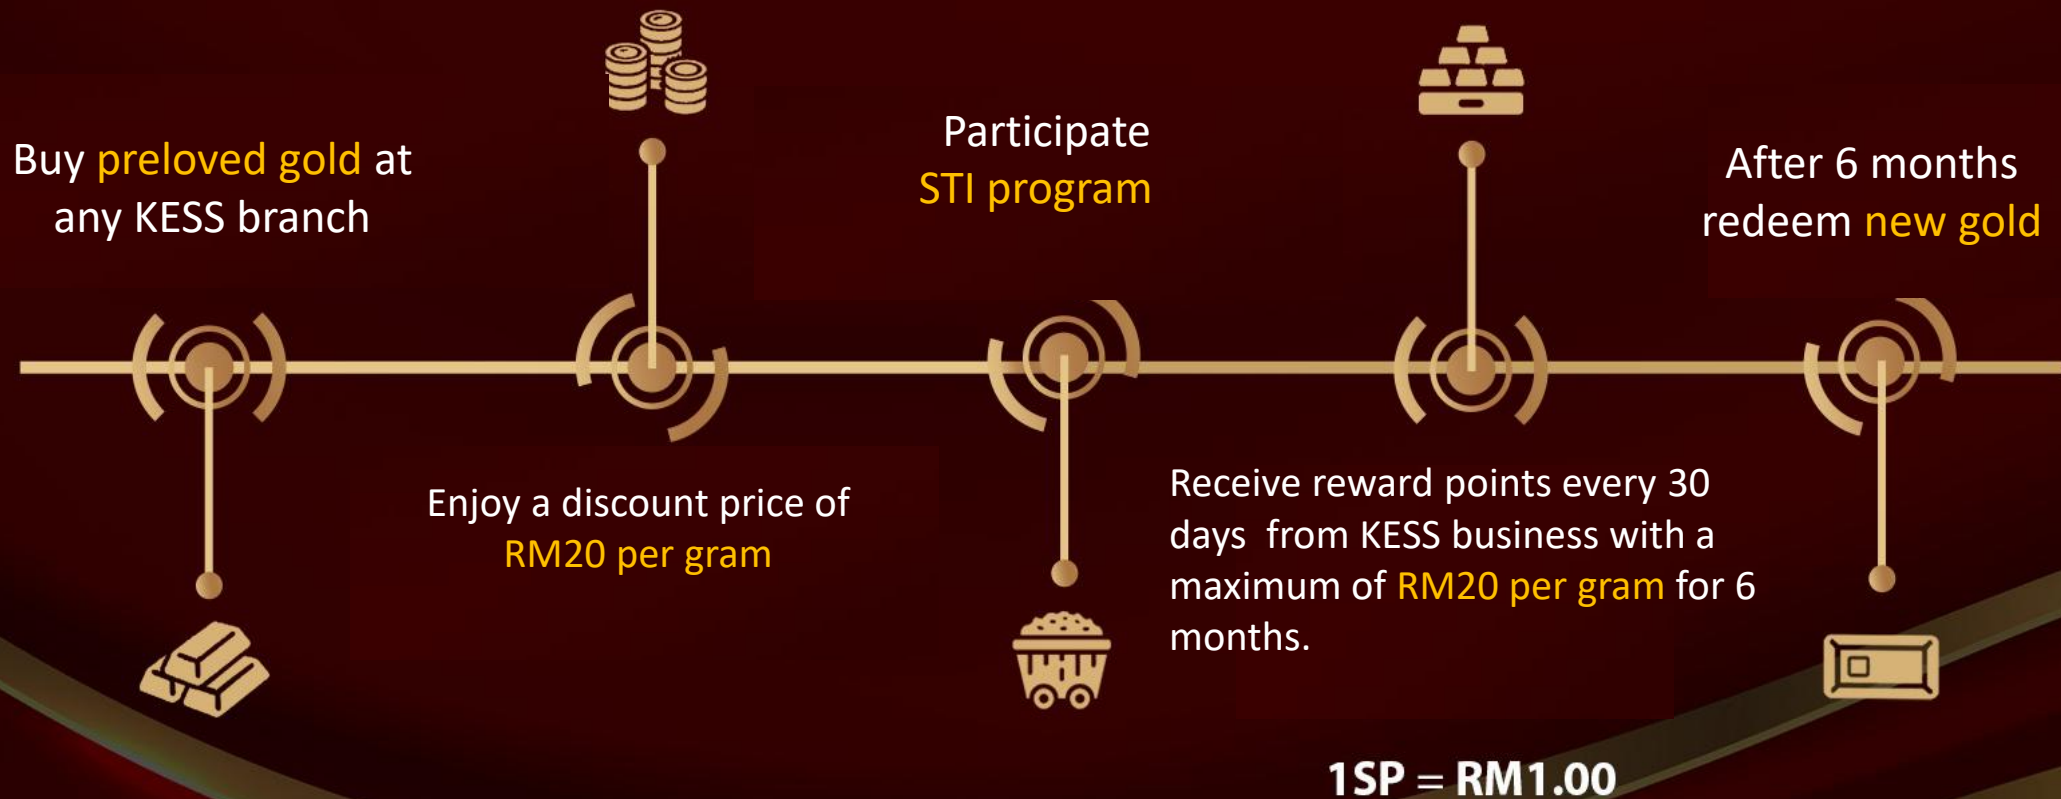 Buy preloved gold at
any KESS branch
Enjoy a discount price of
RM20 per gram
Participate
STI program
Receive reward points every 30
days  from KESS business with a
maximum of RM20 per gram for 6
months.
After 6 months
redeem new gold
1SP = RM1.00